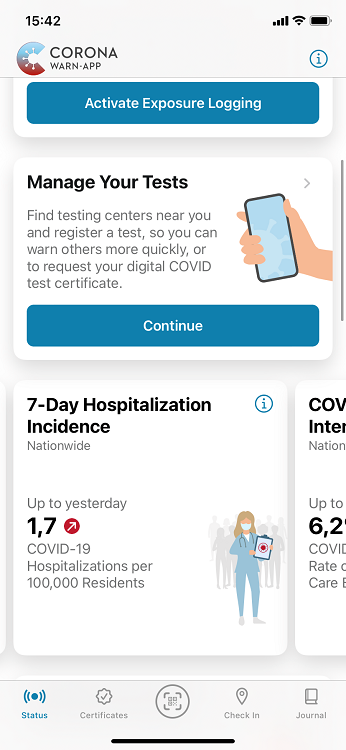 15:42
CORONA
WARN-APP
Activate Exposure Logging
Manage Your Tests
Find testing centers near you
and register a test, so you can
warn others more quickly, or
to request your digital COVID
test certificate.
Continue
7-Day Hospitalization
Incidence
Nationwide
Up to yesterday
1,7
COVID-19
Hospitalizations per
100,000 Residents
COV
Inter
Nation
Up to
6,2
COVID
Rate o
Care B
Status
Certificates
Check In
Journal